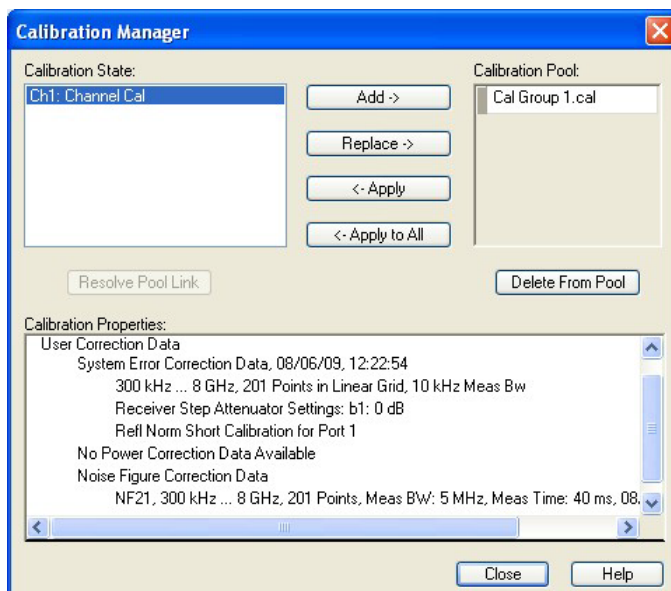 Calibration Manager
Calibration State:
Calibration Pool:
Ch1: Channel Cal
Add ->
Cal Group 1.cal
Replace ->
<- Apply
<- Apply to All
Resolve Pool Link
Delete From Pool
Calibration Properties:
User Correction Data
System Error Correction Data, 08/06/09, 12:22:54
300 kHz ... 8 GHz, 201 Points in Linear Grid, 10 kHz Meas Bw
Receiver Step Attenuator Settings: b1: 0 dB
Refl Norm Short Calibration for Port 1
No Power Correction Data Available
Noise Figure Correction Data
NF21, 300 kHz ... 8 GHz, 201 Points, Meas BW: 5 MHz, Meas Time: 40 ms, 08.
Close
Help